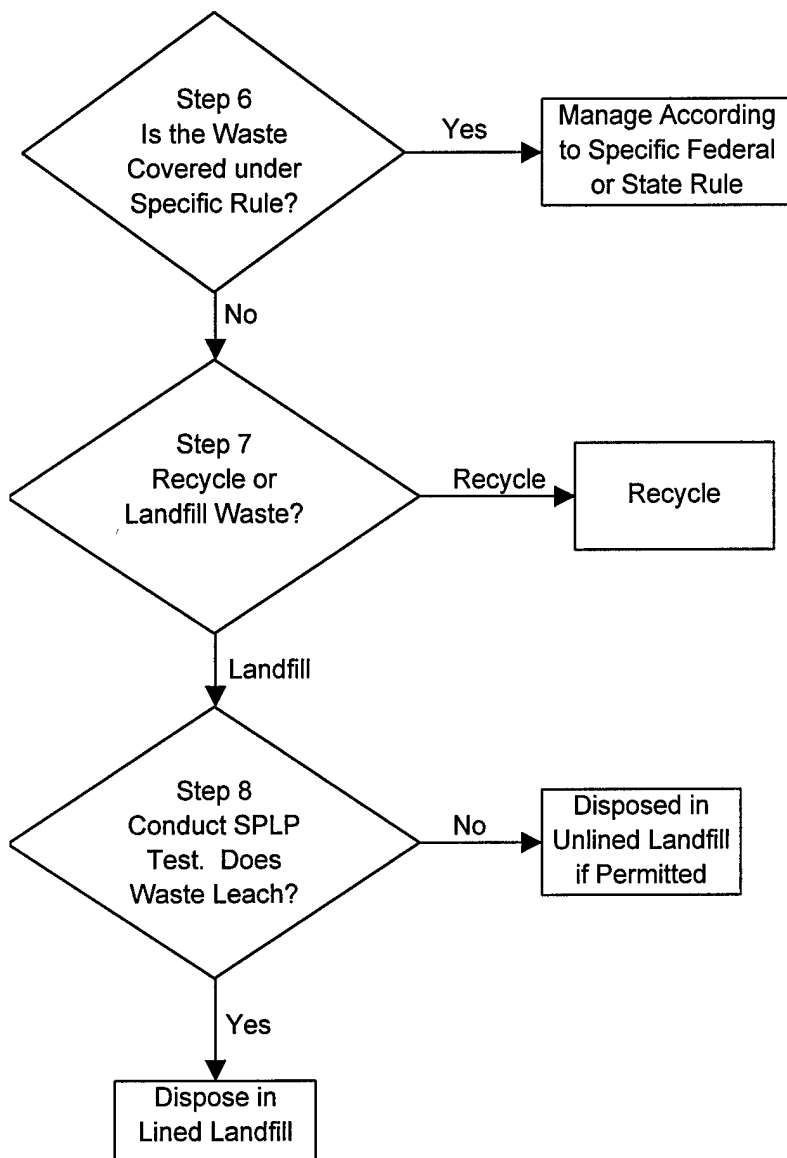 Step 6
Is the Waste
Covered under
Specific Rule?
Yes
Manage According
to Specific Federal
or State Rule
No
Step 7
Recycle or
Landfill Waste?
Recycle
Recycle
Landfill
Step 8
Conduct SPLP
Test. Does
Waste Leach?
No
Disposed in
Unlined Landfill
if Permitted
Yes
Dispose in
Lined Landfill